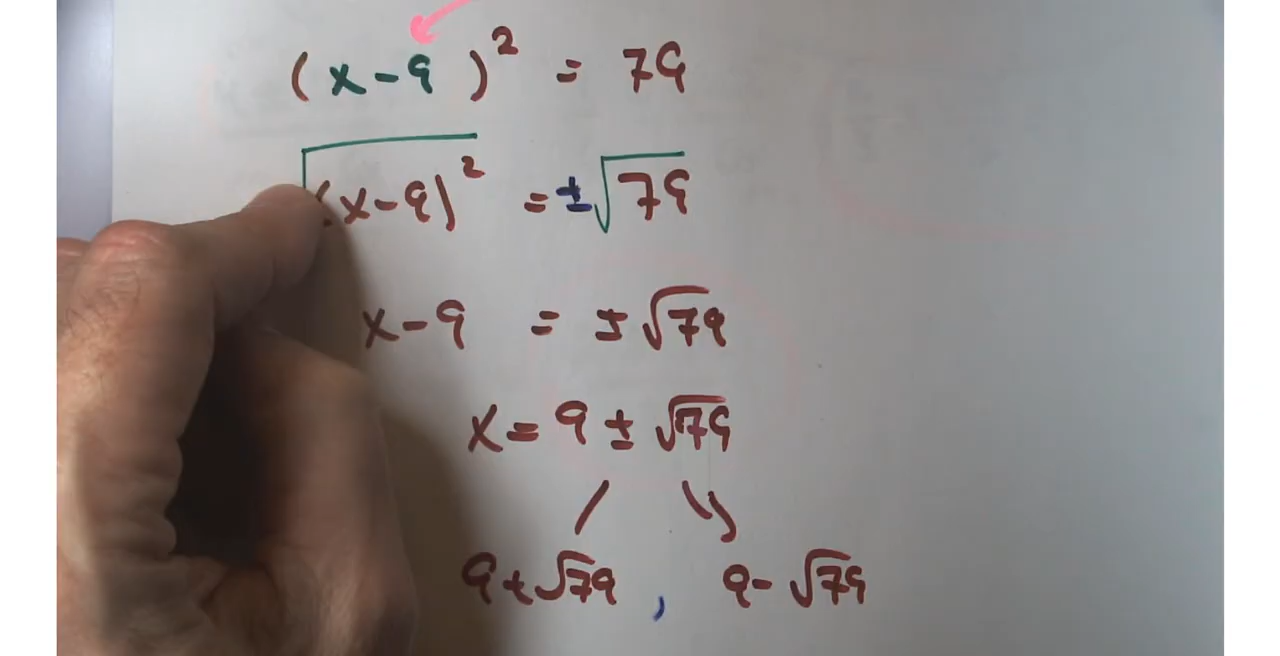 (x-9)² = 79
√(x-9)² = ±√79
x-9 = ±√79
x = 9 ± √79
9+√79 , 9-√79